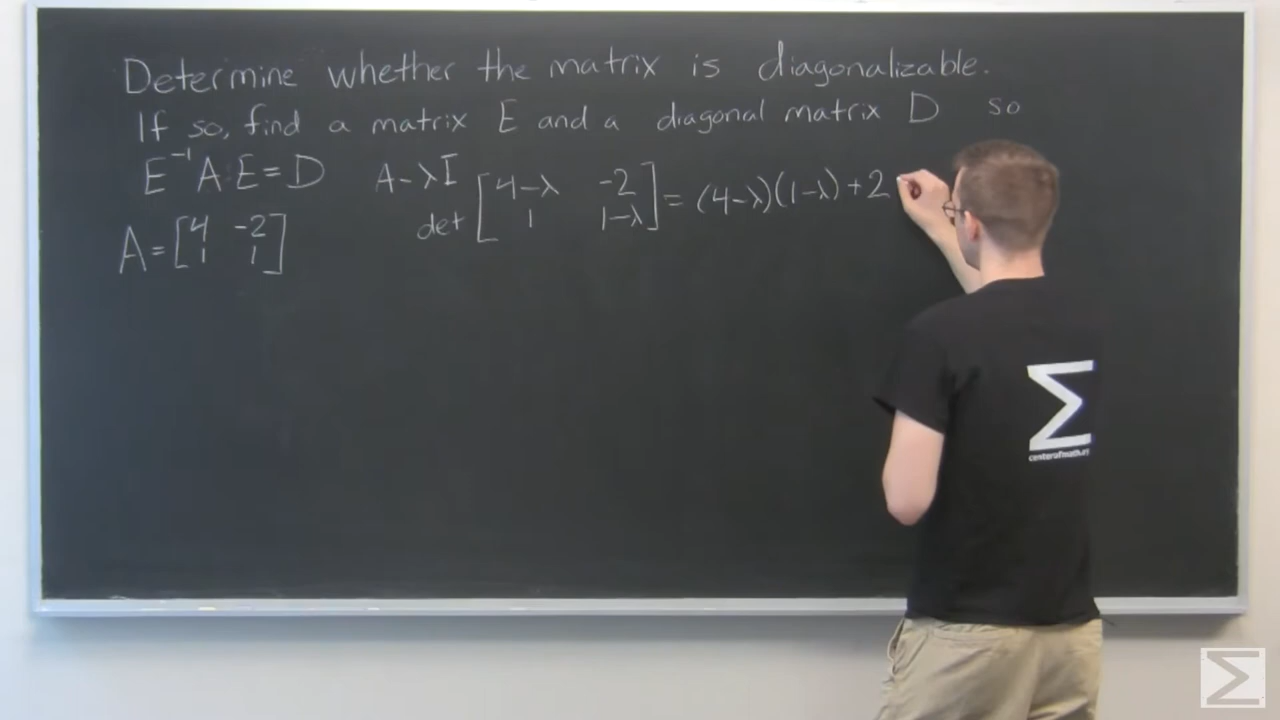 Determine whether the matrix is diagonalizable.
If so, find a matrix E and a diagonal matrix D so
E⁻¹A·E=D
A=[4 -2
1 1]
A-λI
det [4-λ -2
1 1-λ] = (4-λ)(1-λ)+2
Σ
Σ